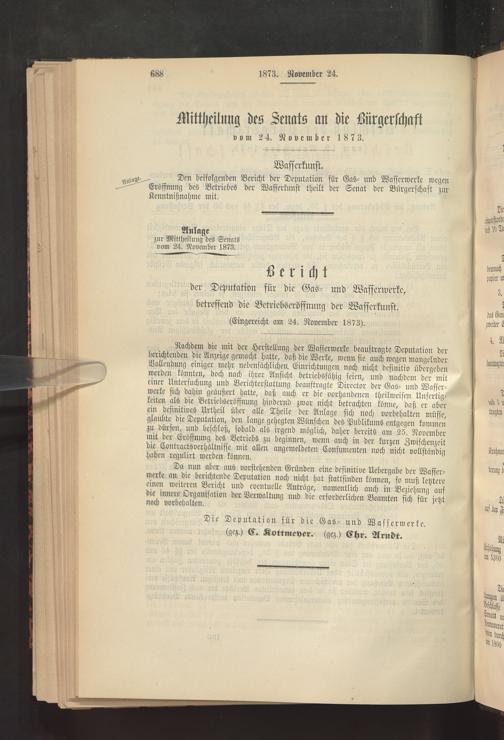 688
1873. November 24.
Mittheilung des Senats an die Bürgerschaft
vom 24. November 1873.
Wasserkunst.
Anlage.
Den beifolgenden Bericht der Deputation für Gas- und Wasserwerke wegen
Eröffnung des Betriebes der Wasserkunst theilt der Senat der Bürgerschaft zur
Kenntnißnahme mit.
Anlage
zur Mittheilung des Senats
vom 24. November 1873.
Bericht
der Deputation für die Gas- und Wasserwerke,
betreffend die Betriebseröffnung der Wasserkunst.
(Eingereicht am 24. November 1873).
Nachdem die mit der Herstellung der Wasserwerke beauftragte Deputation der
berichtenden die Anzeige gemacht hatte, daß die Werke, wenn sie auch wegen mangelnder
Vollendung einiger mehr nebensächlichen Einrichtungen noch nicht definitiv übergeben
werden könnten, doch nach ihrer Ansicht betriebsfähig seien, und nachdem der mit
einer Untersuchung und Berichterstattung beauftragte Director der Gas- und Wasser-
werke sich dahin geäußert hatte, daß auch er die vorhandenen theilweisen Unfertig-
keiten als die Betriebseröffnung hindernd zwar nicht betrachten könne, daß er aber
ein definitives Urtheil über alle Theile der Anlage sich noch vorbehalten müsse,
glaubte die Deputation, den lange gehegten Wünschen des Publikums entgegen kommen
zu dürfen, und beschloß, sobald als irgend möglich, daher bereits am 25. November
mit der Eröffnung des Betriebs zu beginnen, wenn auch in der kurzen Zwischenzeit
die Contractsverhältnisse mit allen angemeldeten Consumenten noch nicht vollständig
haben regulirt werden können.
Da nun aber aus vorstehenden Gründen eine definitive Uebergabe der Wasser-
werke an die berichtende Deputation noch nicht hat stattfinden können, so muß letztere
einen weiteren Bericht und eventuelle Anträge, namentlich auch in Beziehung auf
die innere Organisation der Verwaltung und die erforderlichen Beamten sich für jetzt
noch vorbehalten.
Die Deputation für die Gas- und Wasserwerke.
(gez.) C. Kottmeyer. (gez.) Chr. Arndt.